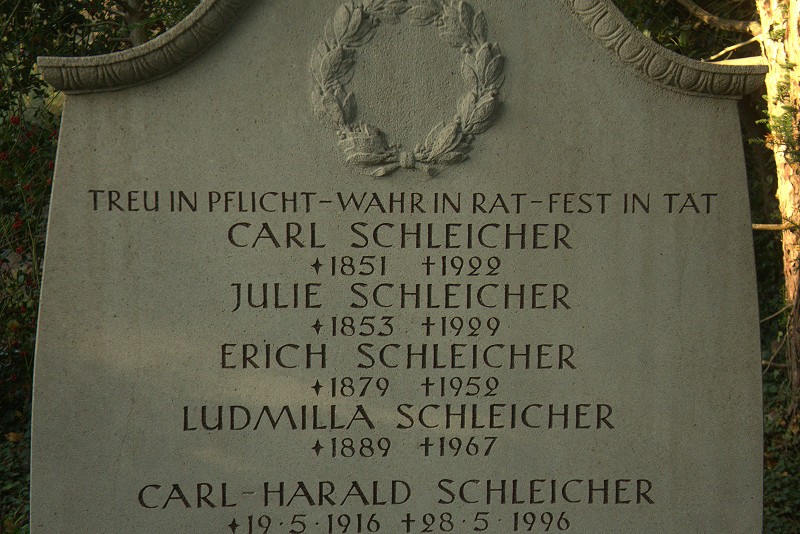 TREU IN PFLICHT-WAHR IN RAT-FEST IN TAT
CARL SCHLEICHER
✦1851 †1922
JULIE SCHLEICHER
✦1853 †1929
ERICH SCHLEICHER
✦1879 †1952
LUDMILLA SCHLEICHER
✦1889 †1967
CARL-HARALD SCHLEICHER
✦19·5·1916 †28·5·1996